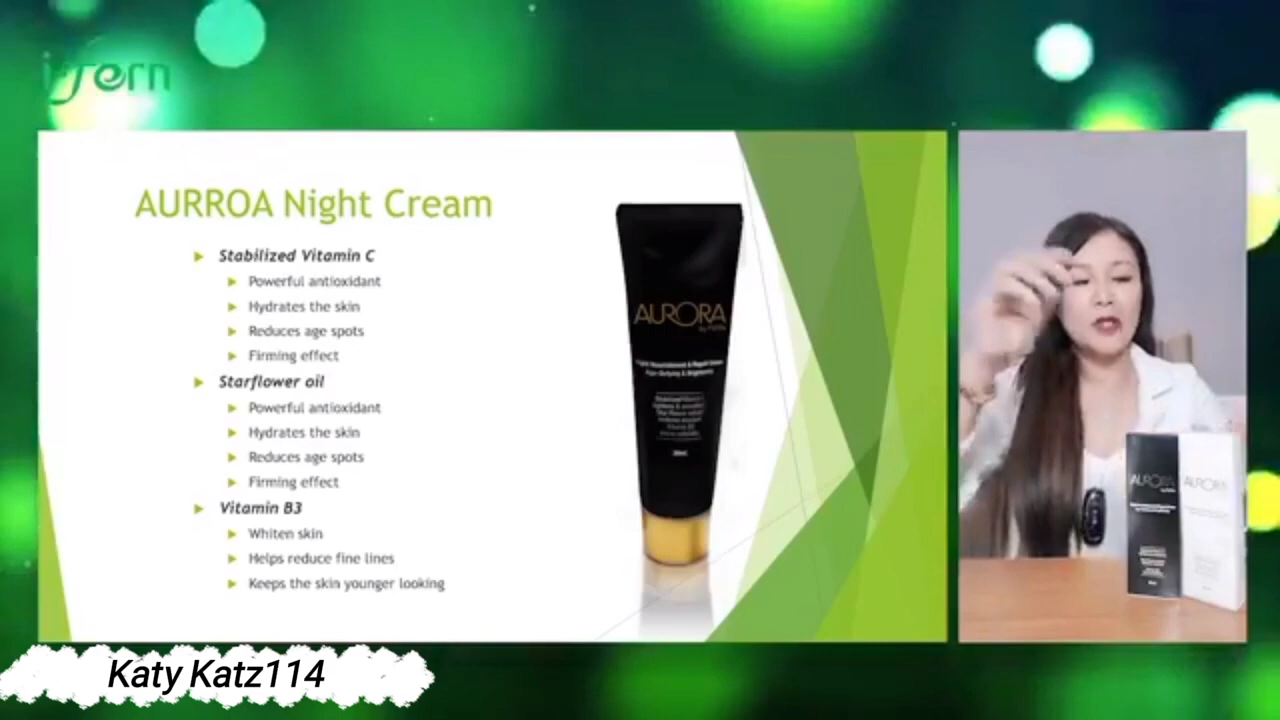 i-Fern
AURROA Night Cream
Stabilized Vitamin C
Powerful antioxidant
Hydrates the skin
Reduces age spots
Firming effect
Starflower oil
Powerful antioxidant
Hydrates the skin
Reduces age spots
Firming effect
Vitamin B3
Whiten skin
Helps reduce fine lines
Keeps the skin younger looking
AURORA
AURORA
AURORA
Katy Katz114